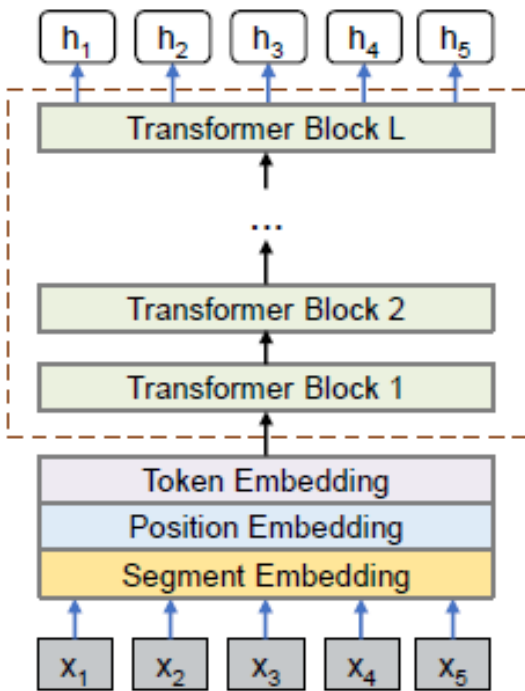 h₁ h₂ h₃ h₄ h₅
Transformer Block L
...
Transformer Block 2
Transformer Block 1
Token Embedding
Position Embedding
Segment Embedding
x₁ x₂ x₃ x₄ x₅